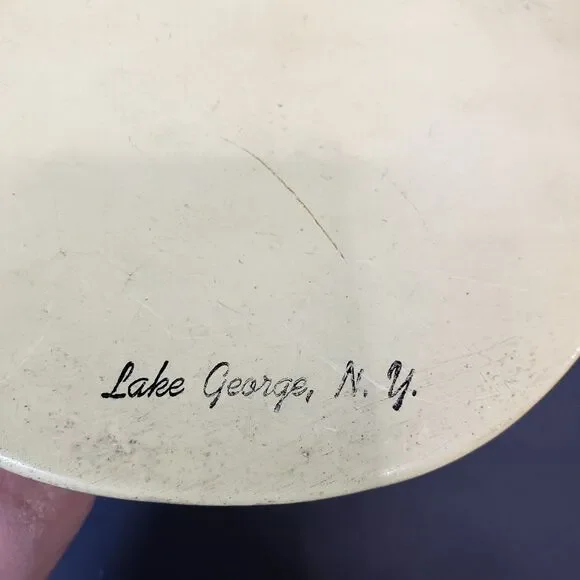 Lake George, N. Y.